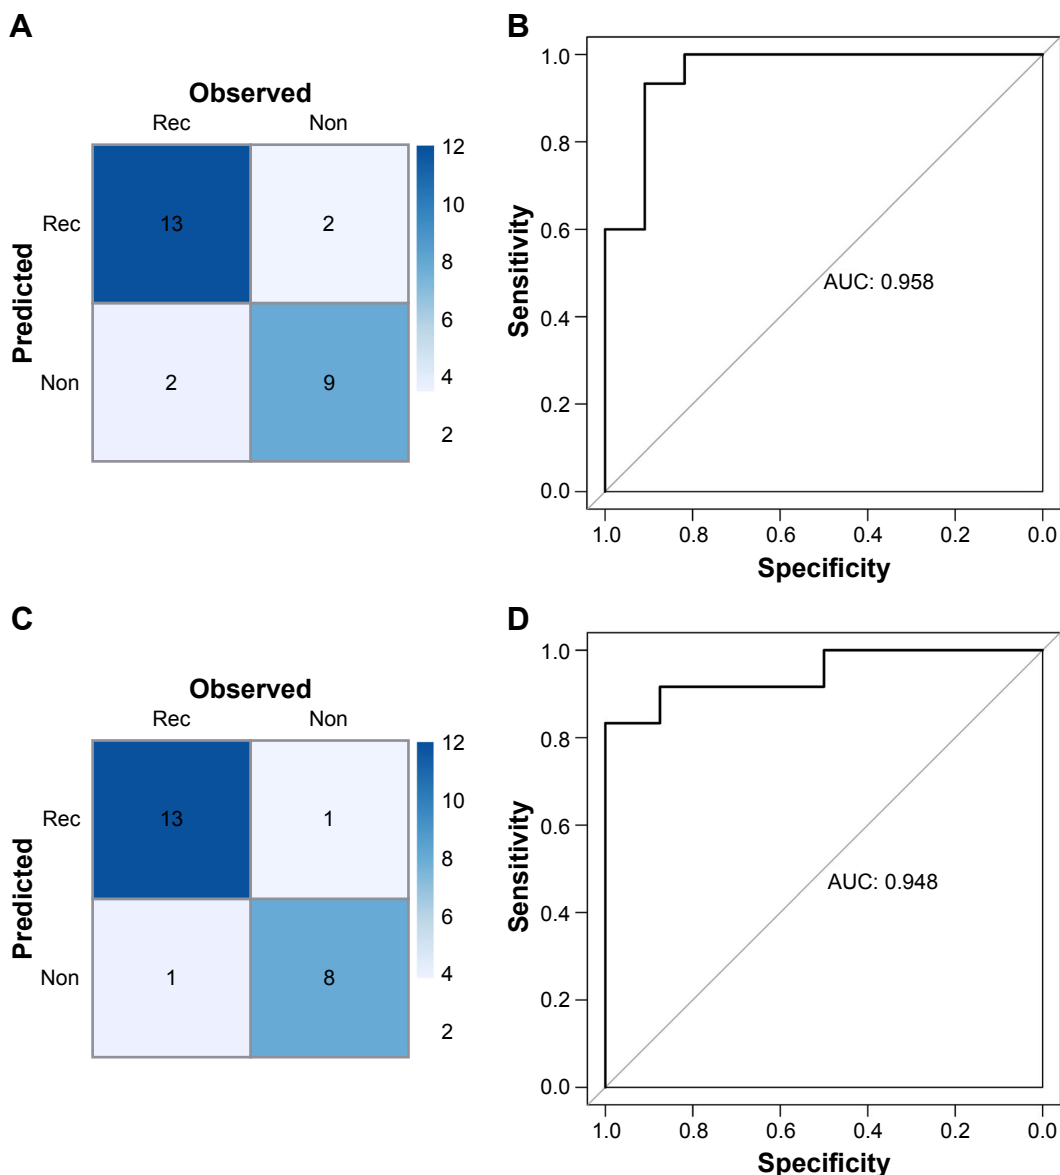 A
Observed
Rec Non
Predicted
Rec
Non
13 2
2 9
12
10
8
6
4
2
B
Sensitivity
1.0
0.8
0.6
0.4
0.2
0.0
AUC: 0.958
1.0 0.8 0.6 0.4 0.2 0.0
Specificity
C
Observed
Rec Non
Predicted
Rec
Non
13 1
1 8
12
10
8
6
4
2
D
Sensitivity
1.0
0.8
0.6
0.4
0.2
0.0
AUC: 0.948
1.0 0.8 0.6 0.4 0.2 0.0
Specificity